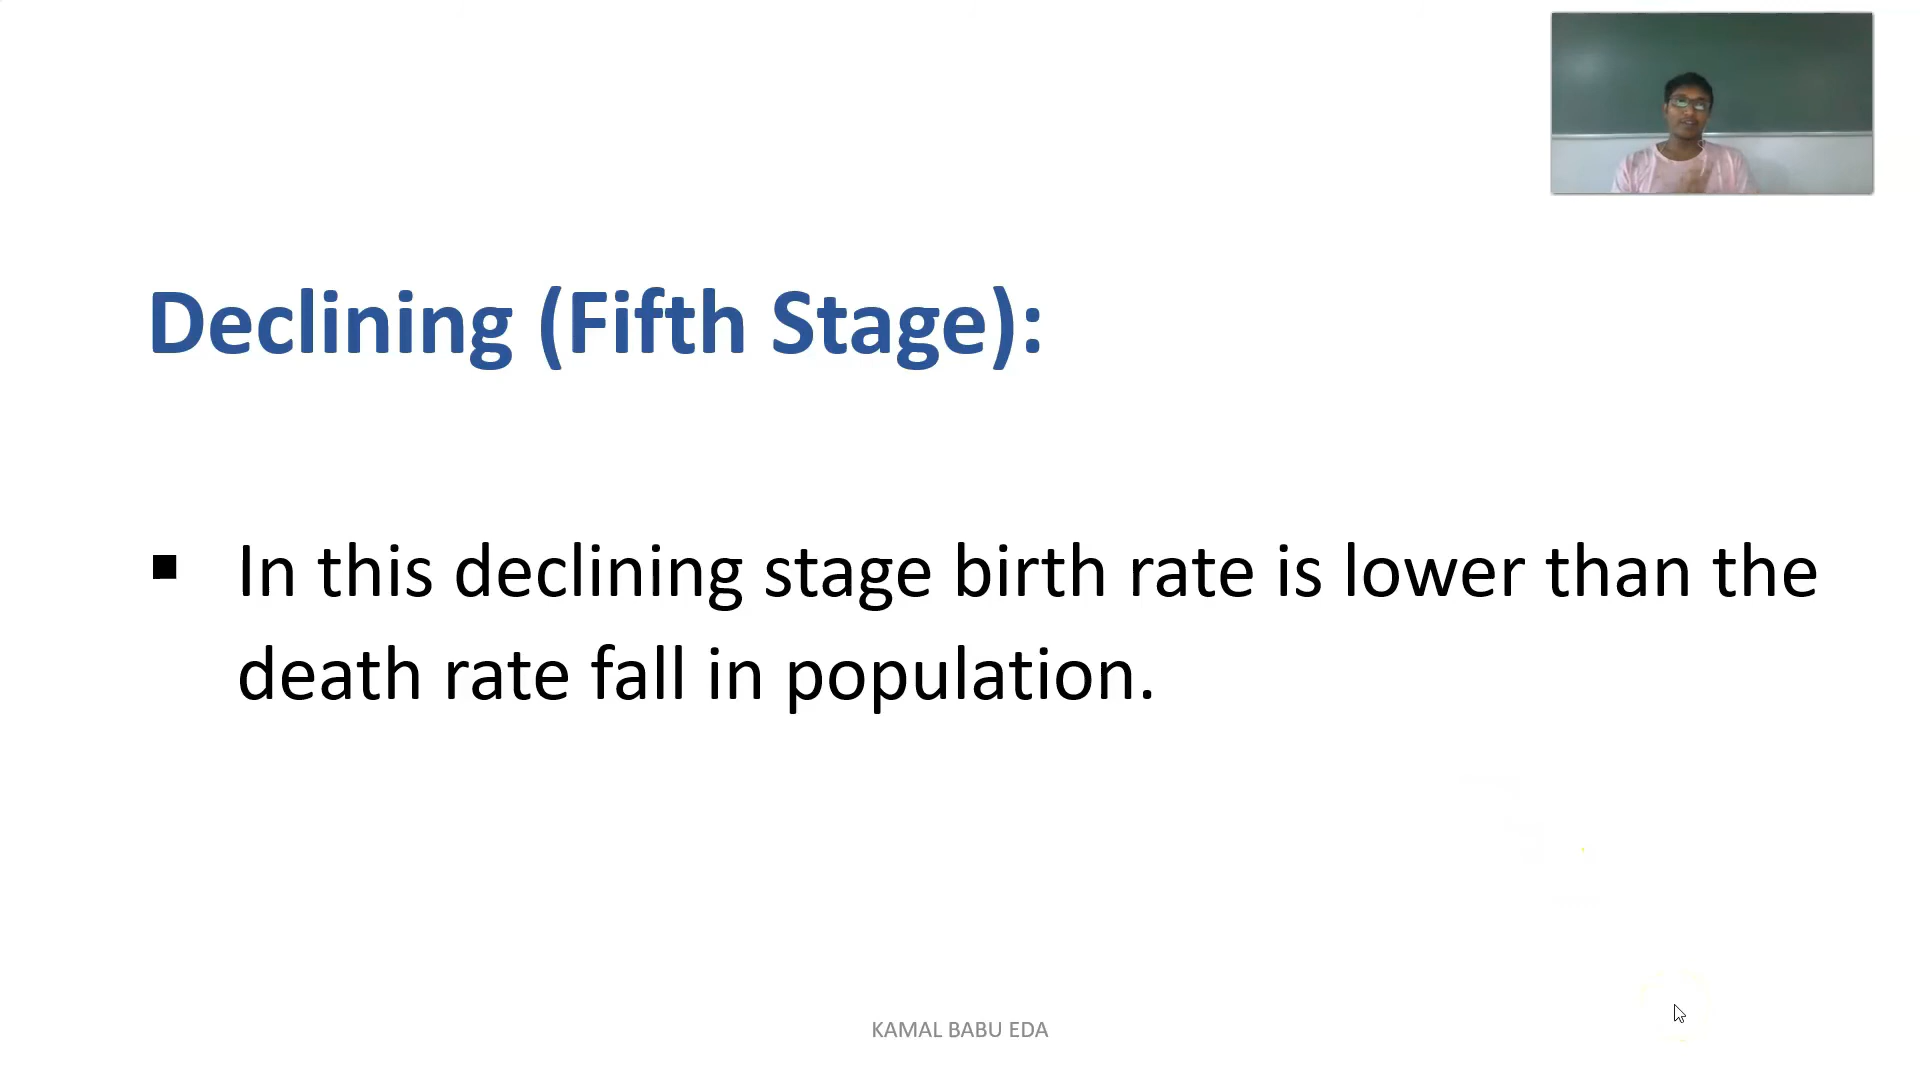 Declining (Fifth Stage):
▪ In this declining stage birth rate is lower than the
death rate fall in population.
KAMAL BABU EDA